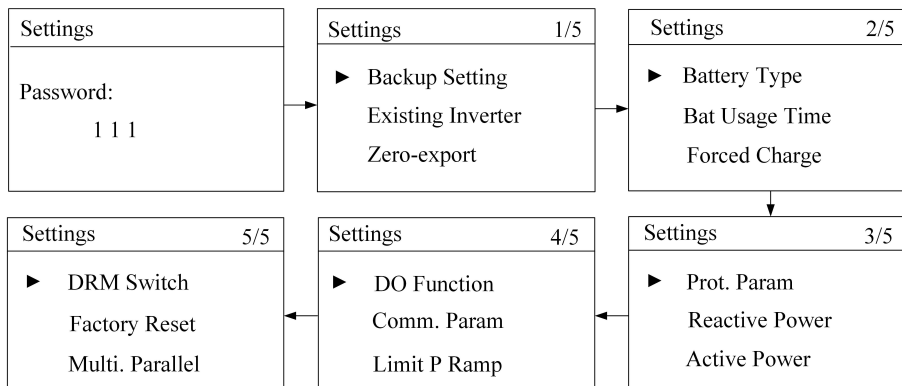 Settings
Password:
1 1 1
Settings 1/5
► Backup Setting
Existing Inverter
Zero-export
Settings 2/5
► Battery Type
Bat Usage Time
Forced Charge
Settings 3/5
► Prot. Param
Reactive Power
Active Power
Settings 4/5
► DO Function
Comm. Param
Limit P Ramp
Settings 5/5
► DRM Switch
Factory Reset
Multi. Parallel